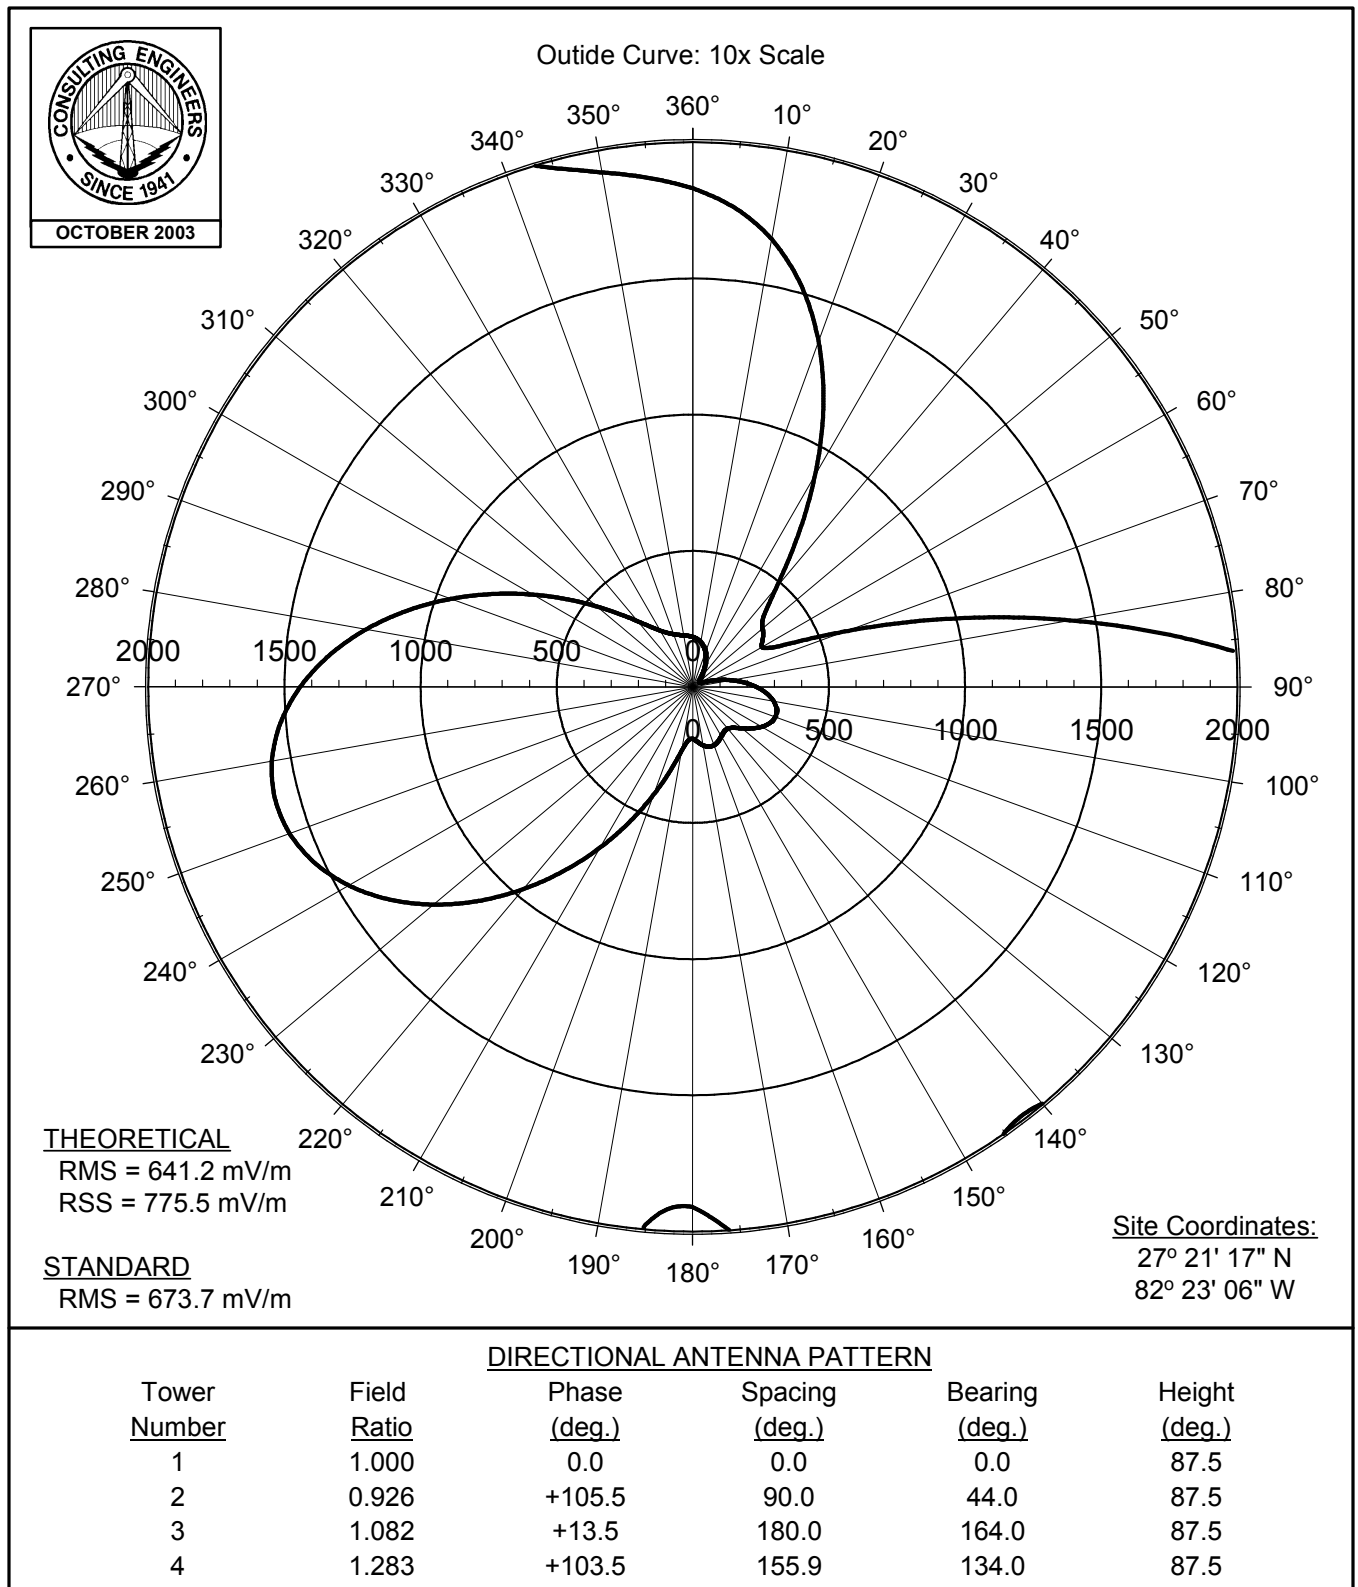 CONSULTING ENGINEERS
SINCE 1941
OCTOBER 2003
Outide Curve: 10x Scale
360°
10°
20°
30°
40°
50°
60°
70°
80°
90°
100°
110°
120°
130°
140°
150°
160°
170°
180°
190°
200°
210°
220°
230°
240°
250°
260°
270°
280°
290°
300°
310°
320°
330°
340°
350°
2000 1500 1000 500 0
0 500 1000 1500 2000
THEORETICAL
RMS = 641.2 mV/m
RSS = 775.5 mV/m
STANDARD
RMS = 673.7 mV/m
Site Coordinates:
27º 21' 17" N
82º 23' 06" W
DIRECTIONAL ANTENNA PATTERN
Tower Field Phase Spacing Bearing Height
Number Ratio (deg.) (deg.) (deg.) (deg.)
1 1.000 0.0 0.0 0.0 87.5
2 0.926 +105.5 90.0 44.0 87.5
3 1.082 +13.5 180.0 164.0 87.5
4 1.283 +103.5 155.9 134.0 87.5